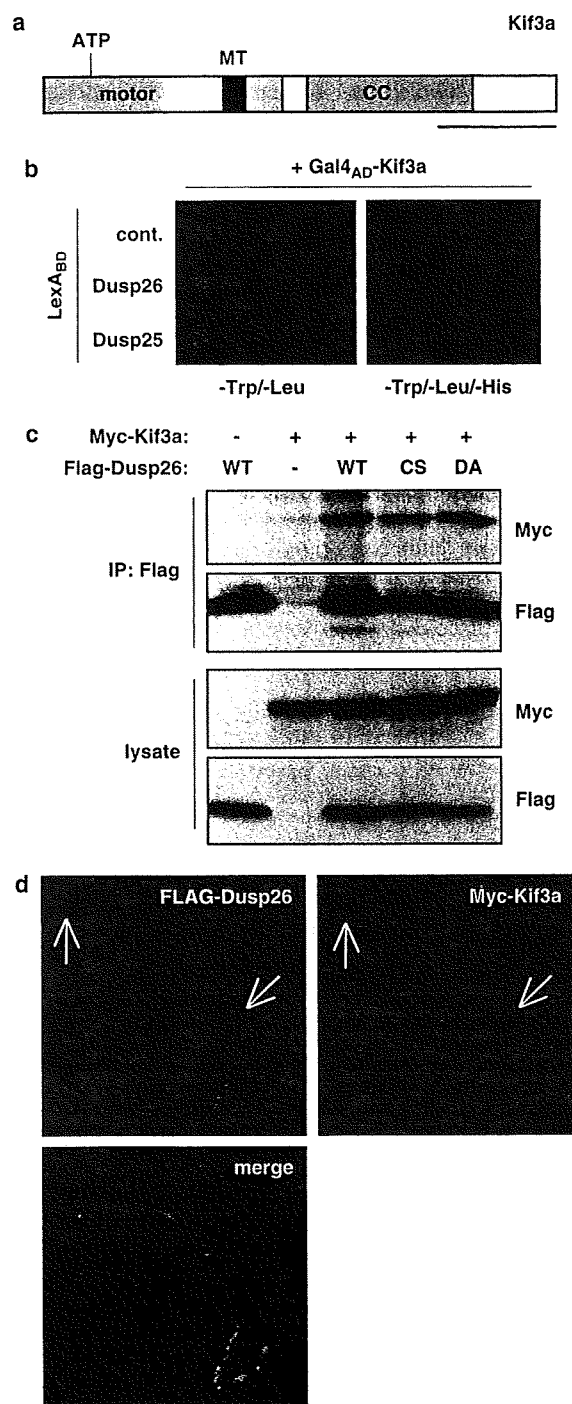 a
Kif3a
ATP
MT
motor
CC
b
+ Gal4AD-Kif3a
LexABD
cont.
Dusp26
Dusp25
-Trp/-Leu
-Trp/-Leu/-His
c
Myc-Kif3a: - + + + +
Flag-Dusp26: WT - WT CS DA
IP: Flag
Myc
Flag
lysate
Myc
Flag
d
FLAG-Dusp26
Myc-Kif3a
merge